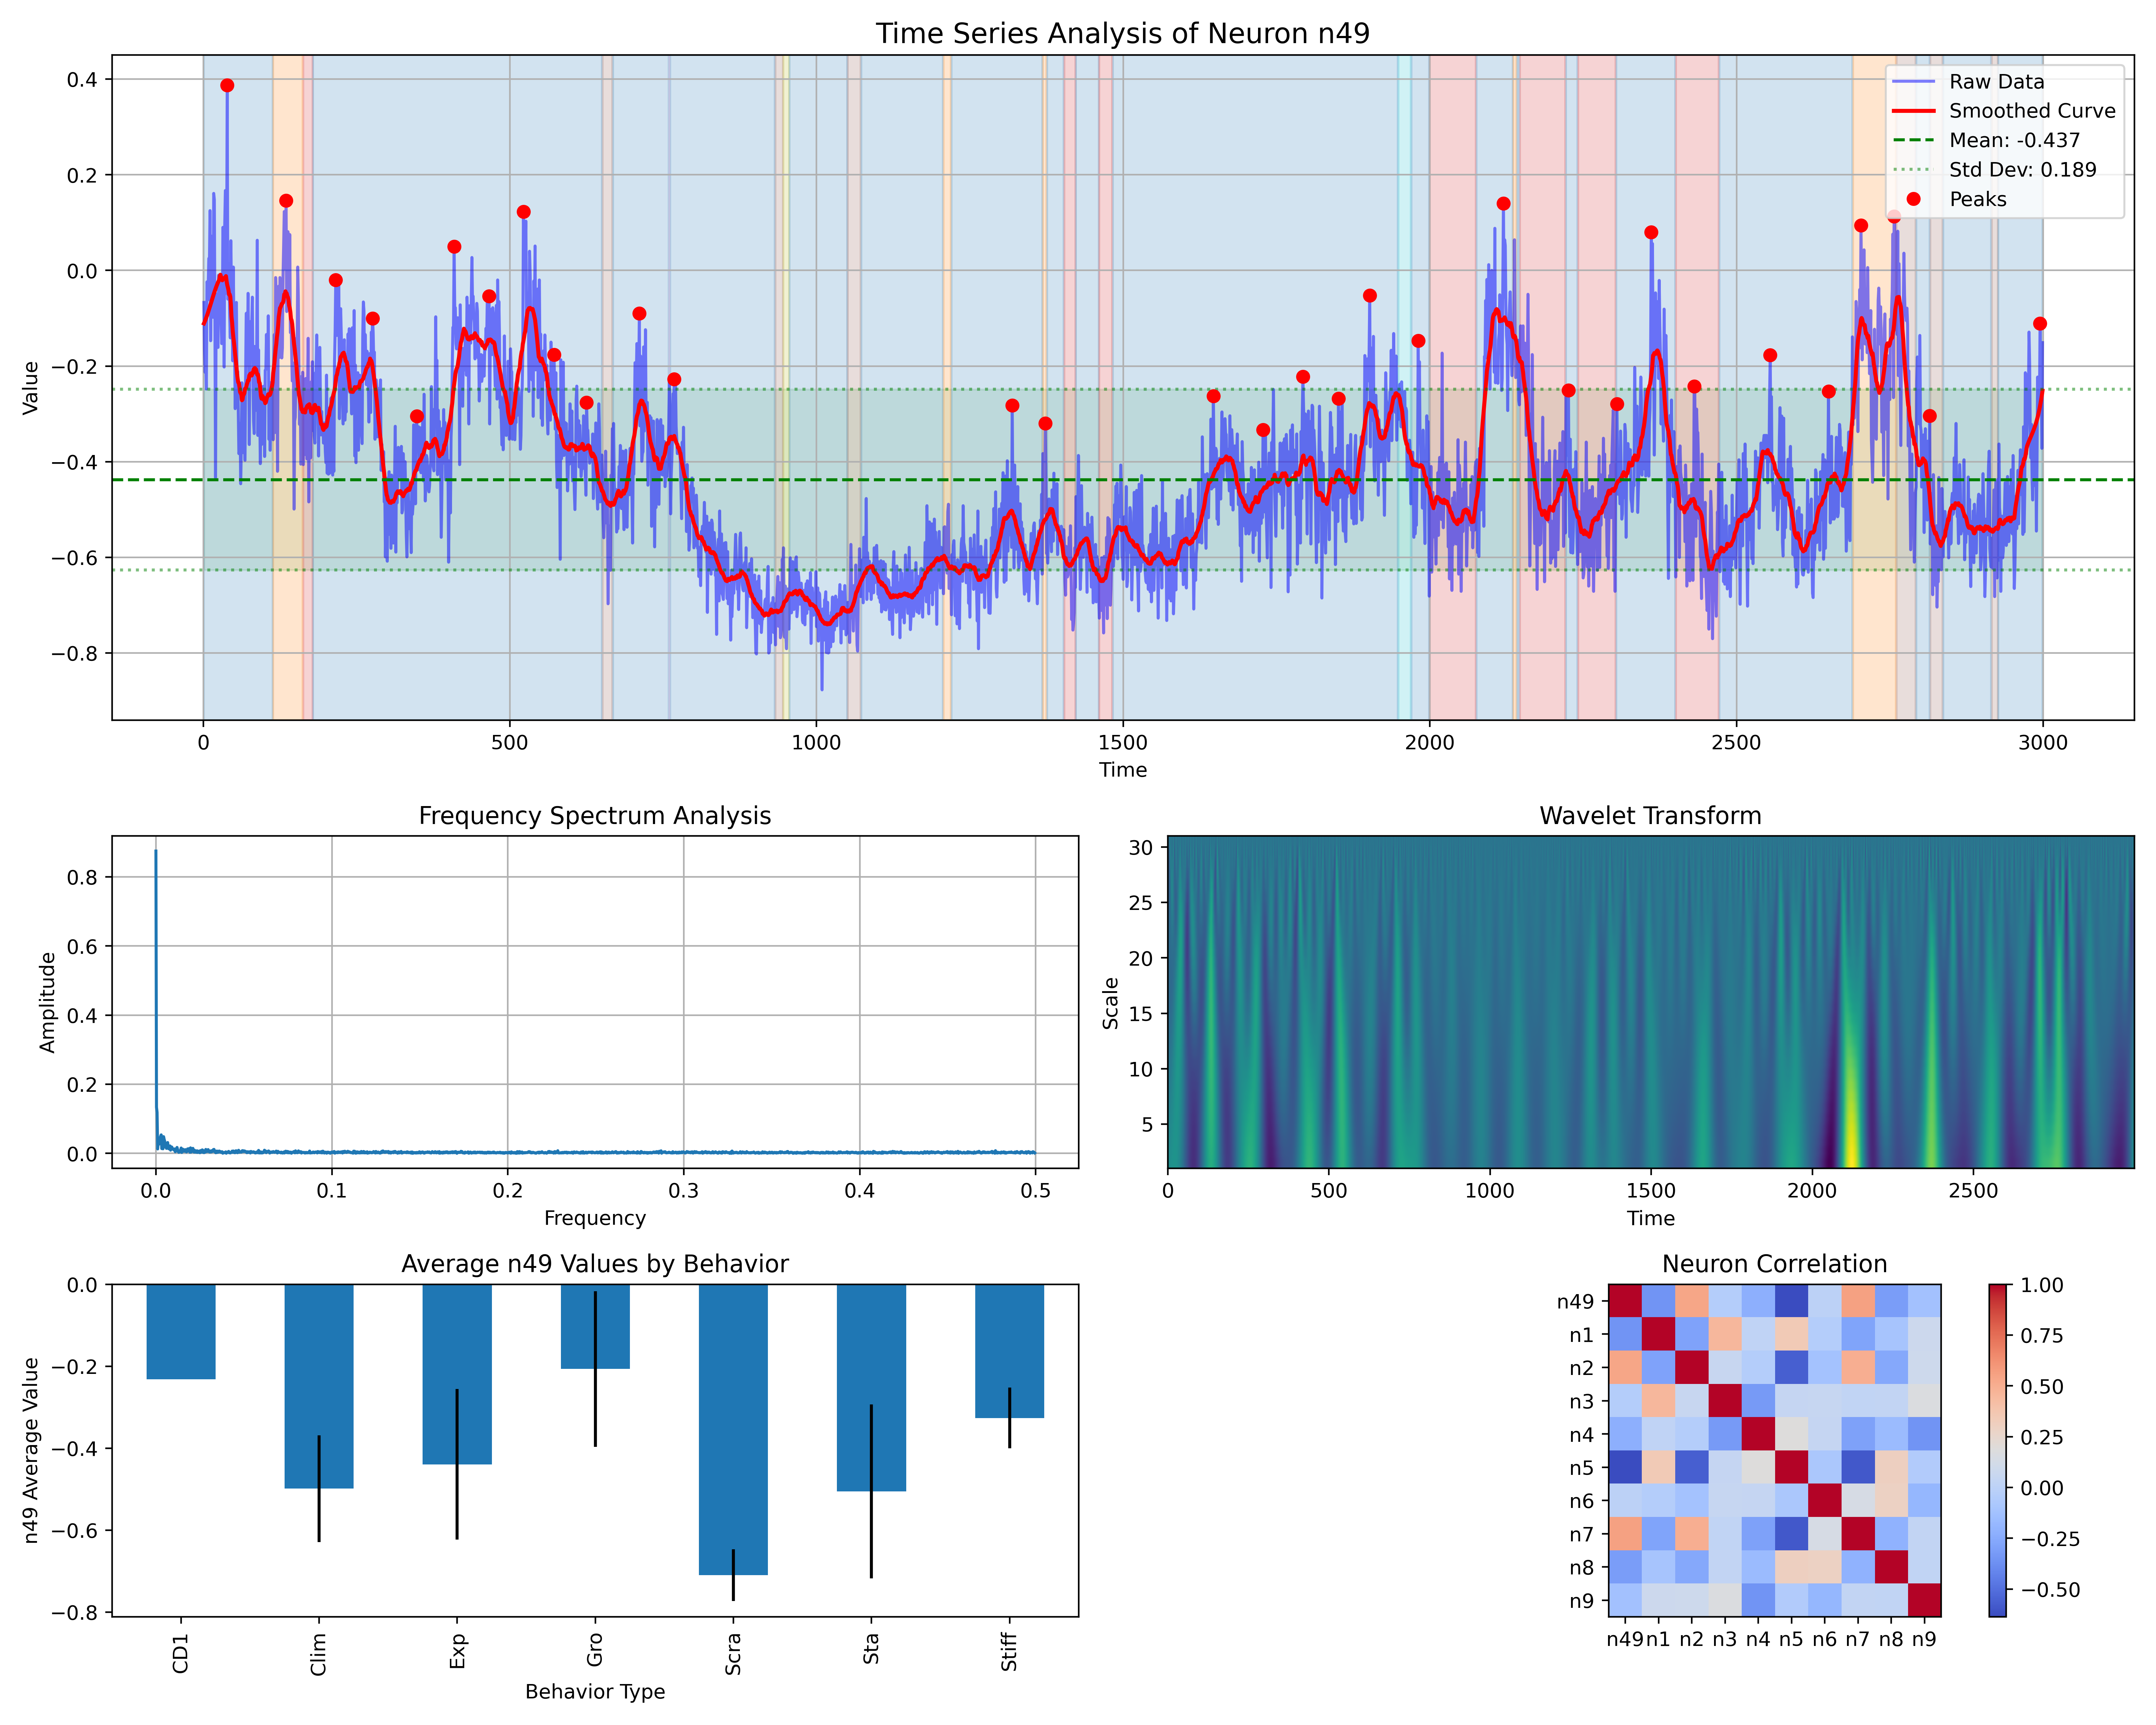 Time Series Analysis of Neuron n49
Value
0.4
0.2
0.0
−0.2
−0.4
−0.6
−0.8
Raw Data
Smoothed Curve
Mean: -0.437
Std Dev: 0.189
Peaks
0 500 1000 1500 2000 2500 3000
Time
Frequency Spectrum Analysis
Amplitude
0.8
0.6
0.4
0.2
0.0
0.0 0.1 0.2 0.3 0.4 0.5
Frequency
Wavelet Transform
Scale
30
25
20
15
10
5
0 500 1000 1500 2000 2500
Time
Average n49 Values by Behavior
n49 Average Value
0.0
−0.2
−0.4
−0.6
−0.8
CD1 Clim Exp Gro Scra Sta Stiff
Behavior Type
Neuron Correlation
n49
n1
n2
n3
n4
n5
n6
n7
n8
n9
n49 n1 n2 n3 n4 n5 n6 n7 n8 n9
1.00
0.75
0.50
0.25
0.00
−0.25
−0.50